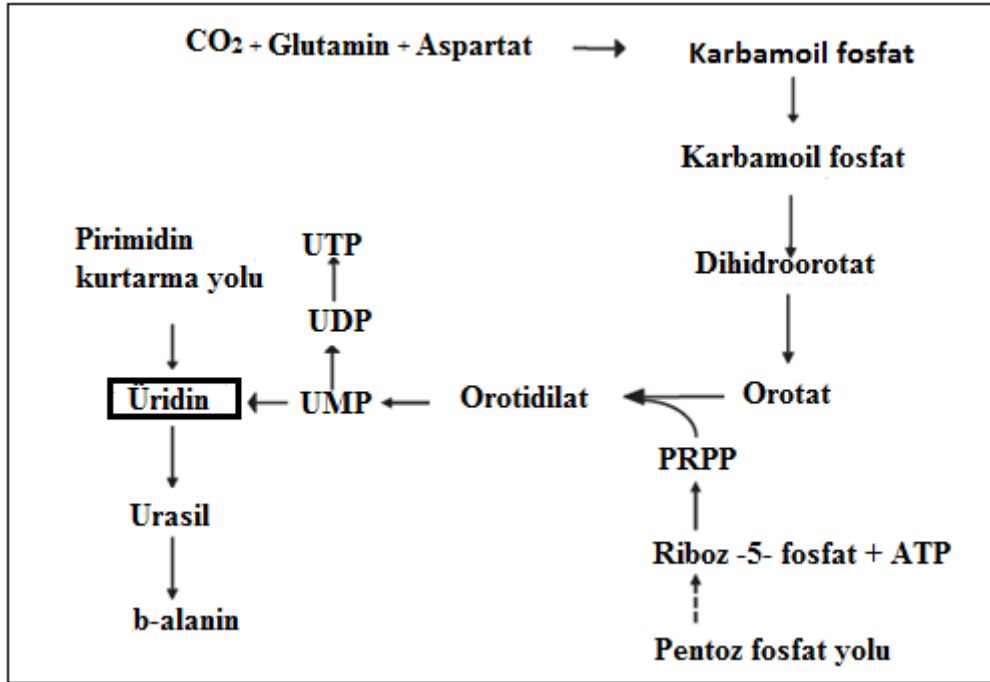 CO2 + Glutamin + Aspartat
Karbamoil fosfat
Karbamoil fosfat
Dihidroorotat
Orotat
PRPP
Riboz -5- fosfat + ATP
Pentoz fosfat yolu
Orotidilat
UMP
UDP
UTP
Pirimidin
kurtarma yolu
Üridin
Urasil
b-alanin